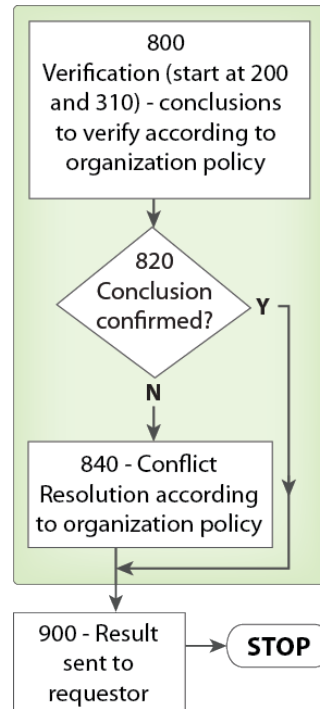 800
Verification (start at 200
and 310) - conclusions
to verify according to
organization policy
820
Conclusion
confirmed?
Y
N
840 - Conflict
Resolution according
to organization policy
900 - Result
sent to
requestor
STOP